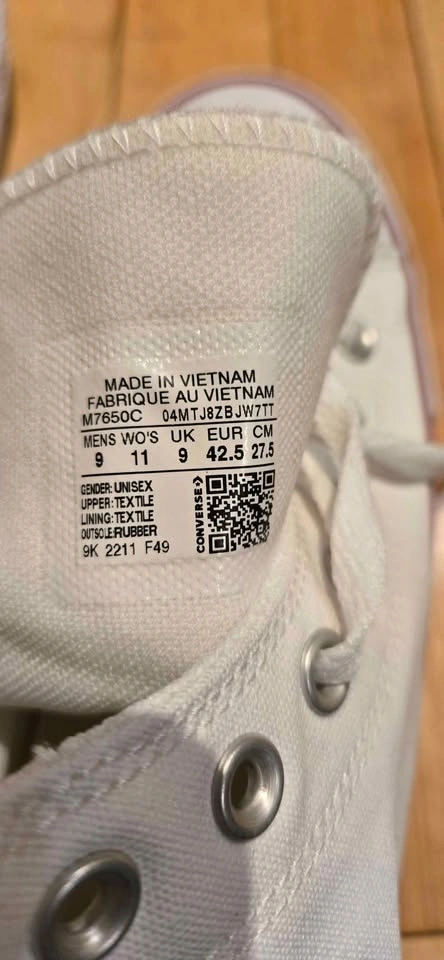 MADE IN VIETNAM
FABRIQUE AU VIETNAM
M7650C 04MTJ8ZBJW7TT
MENS WO'S UK EUR CM
9 11 9 42.5 27.5
GENDER: UNISEX
UPPER: TEXTILE
LINING: TEXTILE
OUTSOLE:RUBBER
9K 2211 F49
CONVERSE